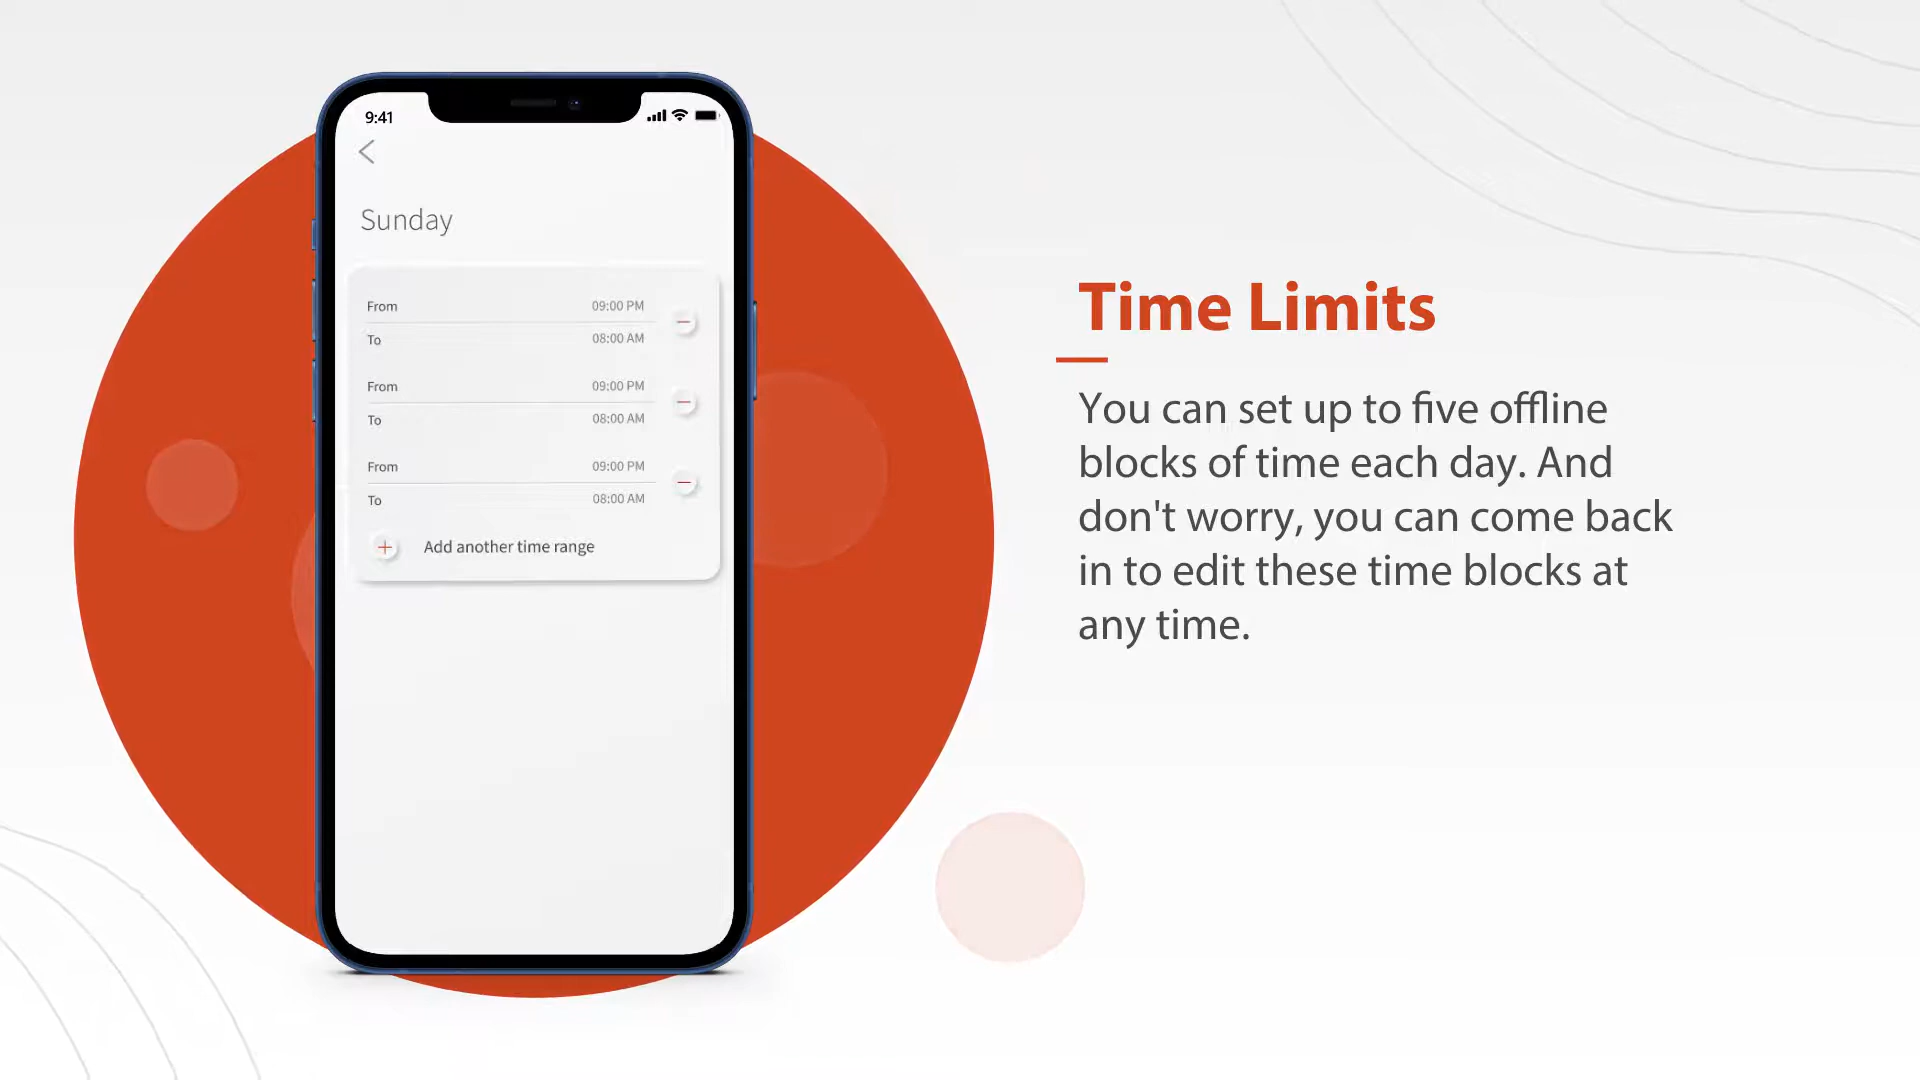 9:41
Sunday
From 09:00 PM
To 08:00 AM
From 09:00 PM
To 08:00 AM
From 09:00 PM
To 08:00 AM
Add another time range
Time Limits
You can set up to five offline
blocks of time each day. And
don't worry, you can come back
in to edit these time blocks at
any time.